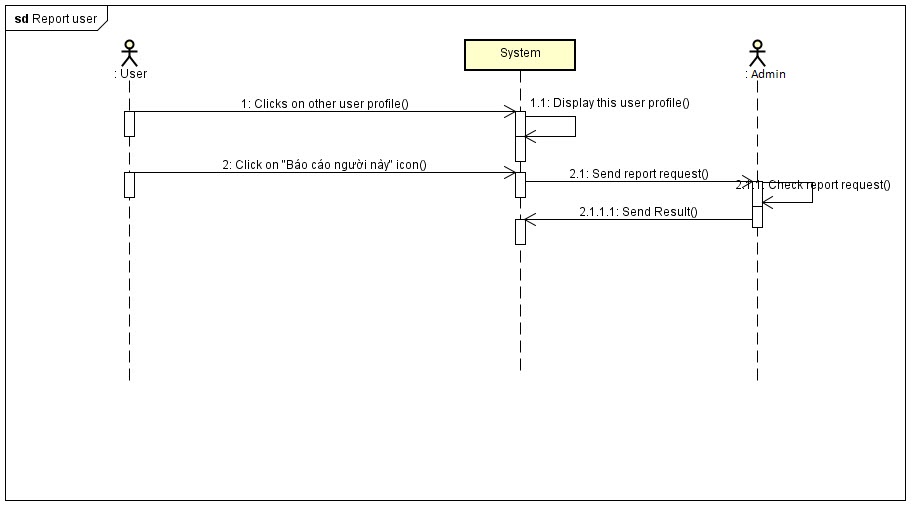 sd Report user
: User
System
: Admin
1: Clicks on other user profile()
1.1: Display this user profile()
2: Click on "Báo cáo người này" icon()
2.1: Send report request()
2.1.1: Check report request()
2.1.1.1: Send Result()